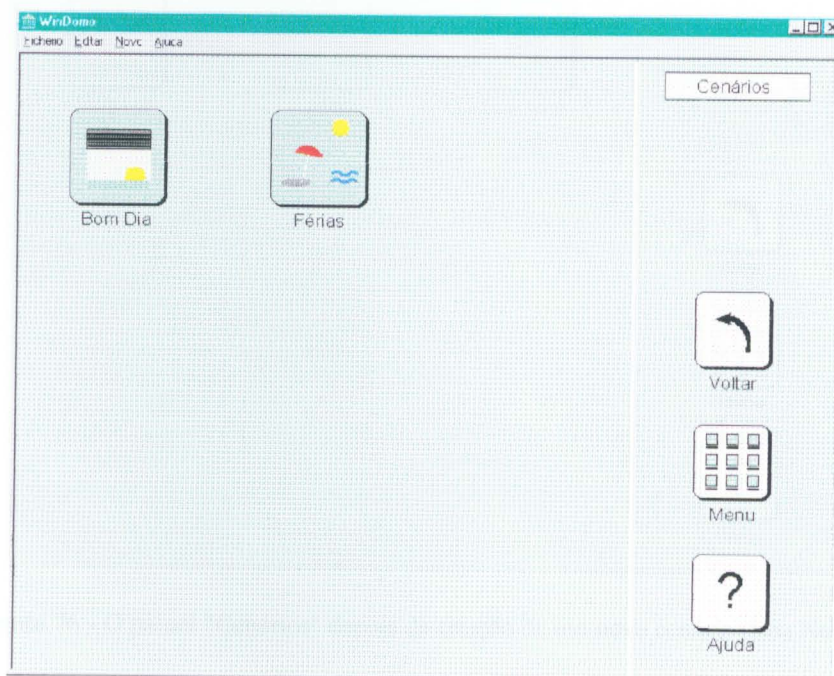 WinDomo
Ficheiro Editar Novo Ajuda
Cenários
Bom Dia
Férias
Voltar
Menu
?
Ajuda